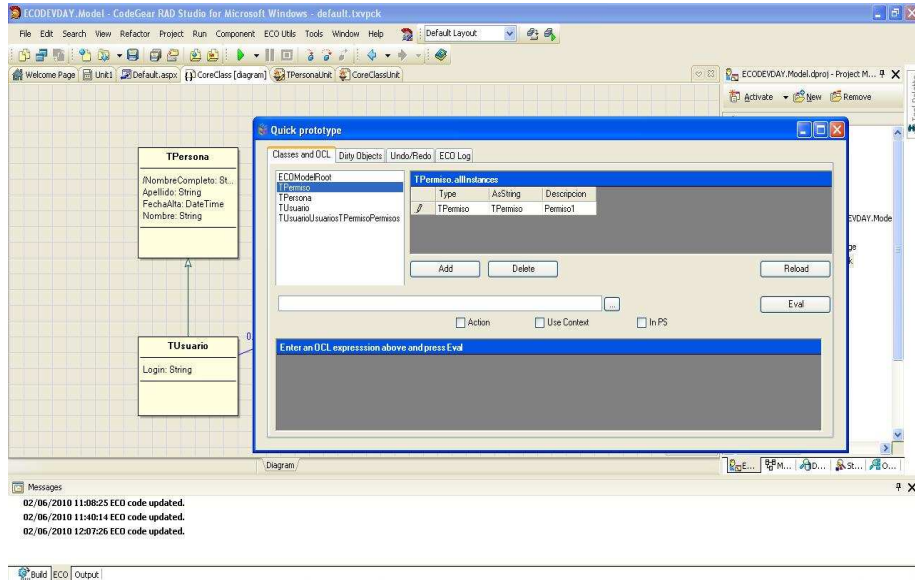 ECODEVDAY.Model - CodeGear RAD Studio for Microsoft Windows - default.txvpck
File Edit Search View Refactor Project Run Component ECO Utils Tools Window Help
Default Layout
Welcome Page Unit1 Default.aspx CoreClass [diagram] TPersonaUnit CoreClassUnit
ECODEVDAY.Model.dproj - Project M...
Activate New Remove
TPersona
/NombreCompleto: St...
Apellido: String
FechaAlta: DateTime
Nombre: String
TUsuario
Login: String
0.
Quick prototype
Classes and OCL Dirty Objects Undo/Redo ECO Log
ECOModelRoot
TPermiso
TPersona
TUsuario
TUsuarioUsuariosTPermisoPermisos
TPermiso.allInstances
Type AsString Descripcion
TPermiso TPermiso Permiso1
Add Delete Reload
... Eval
Action Use Context In PS
Enter an OCL expresssion above and press Eval
EVDAY.Mode
Diagram
E... M... D... St... O...
Messages
02/06/2010 11:08:25 ECO code updated.
02/06/2010 11:40:14 ECO code updated.
02/06/2010 12:07:26 ECO code updated.
Build ECO Output